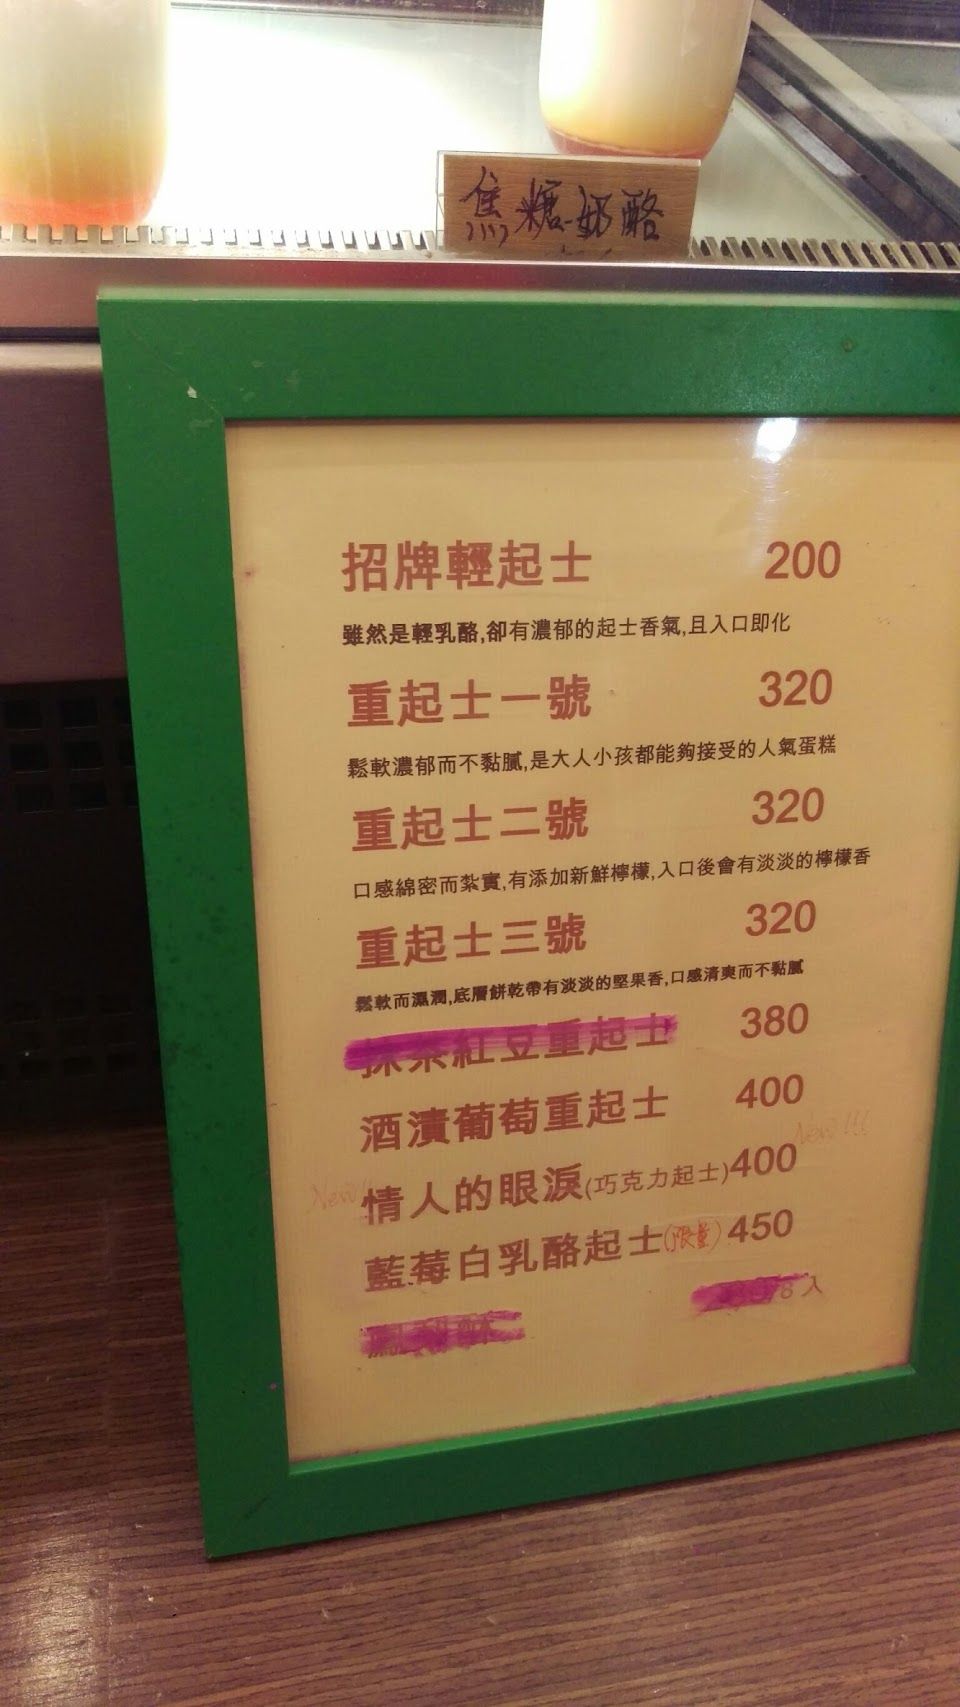 焦糖奶酪
招牌輕起士 200
雖然是輕乳酪,卻有濃郁的起士香氣,且入口即化
重起士一號 320
鬆軟濃郁而不黏膩,是大人小孩都能夠接受的人氣蛋糕
重起士二號 320
口感綿密而紮實,有添加新鮮檸檬,入口後會有淡淡的檸檬香
重起士三號 320
鬆軟而濕潤,底層餅乾帶有淡淡的堅果香,口感清爽而不黏膩
抹茶紅豆重起士 380
酒漬葡萄重起士 400
New!!!
New!!
情人的眼淚(巧克力起士)400
藍莓白乳酪起士(限量)450
8入